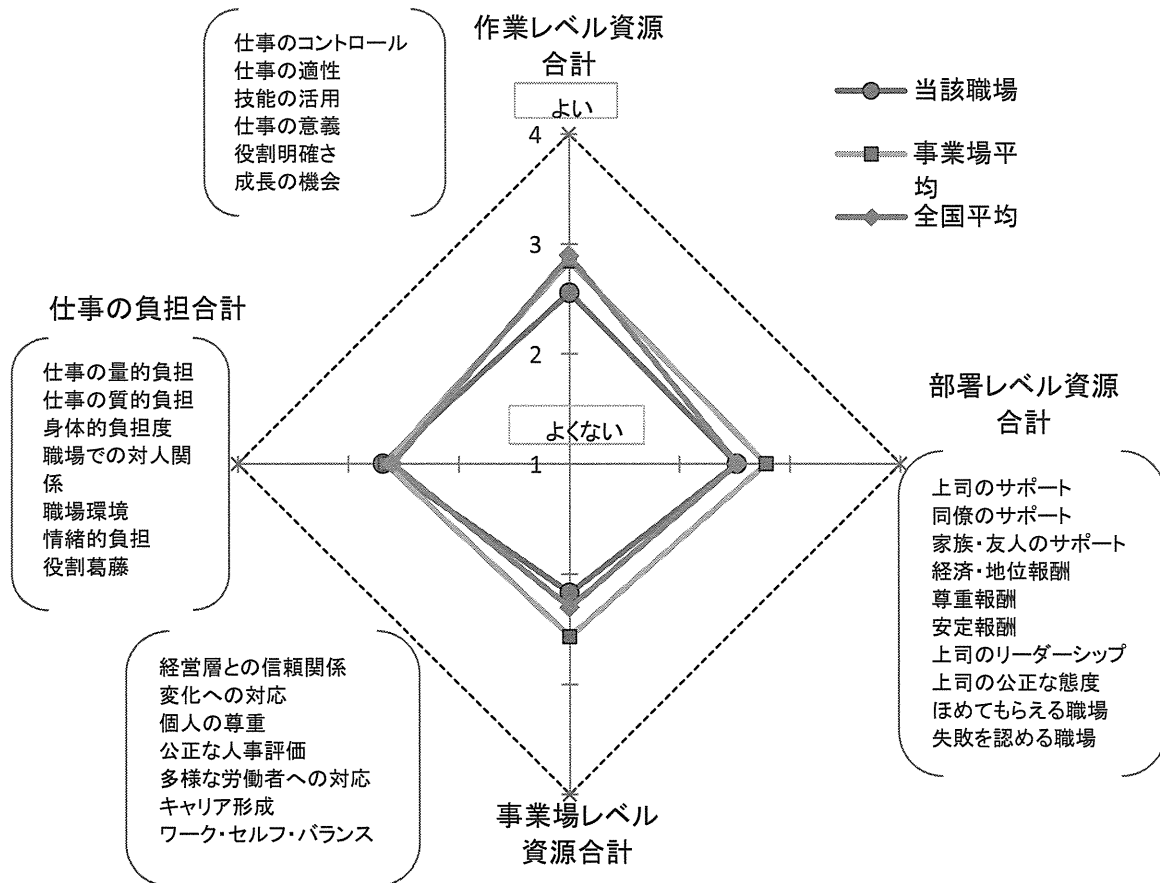 作業レベル資源
合計
よい
4
3
2
よくない
1
仕事のコントロール
仕事の適性
技能の活用
仕事の意義
役割明確さ
成長の機会
当該職場
事業場平
均
全国平均
仕事の負担合計
仕事の量的負担
仕事の質的負担
身体的負担度
職場での対人関
係
職場環境
情緒的負担
役割葛藤
部署レベル資源
合計
上司のサポート
同僚のサポート
家族・友人のサポート
経済・地位報酬
尊重報酬
安定報酬
上司のリーダーシップ
上司の公正な態度
ほめてもらえる職場
失敗を認める職場
経営層との信頼関係
変化への対応
個人の尊重
公正な人事評価
多様な労働者への対応
キャリア形成
ワーク・セルフ・バランス
事業場レベル
資源合計